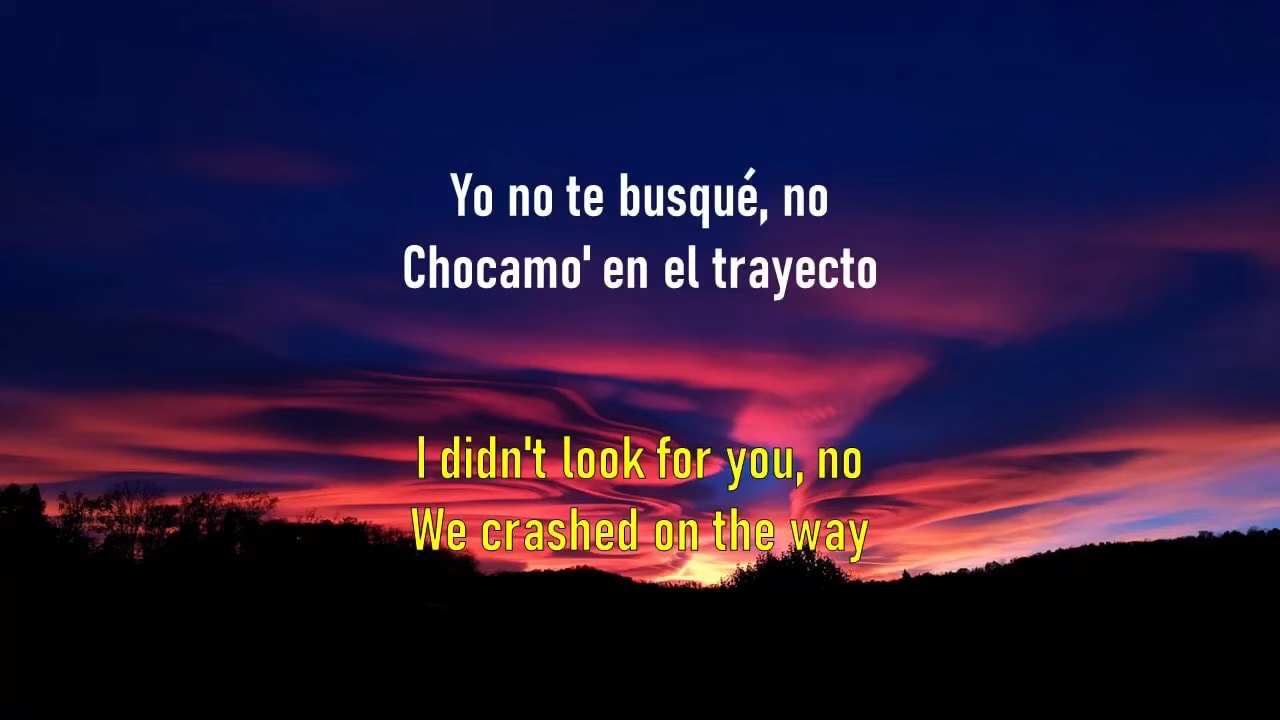 Yo no te busqué, no
Chocamo' en el trayecto
I didn't look for you, no
We crashed on the way